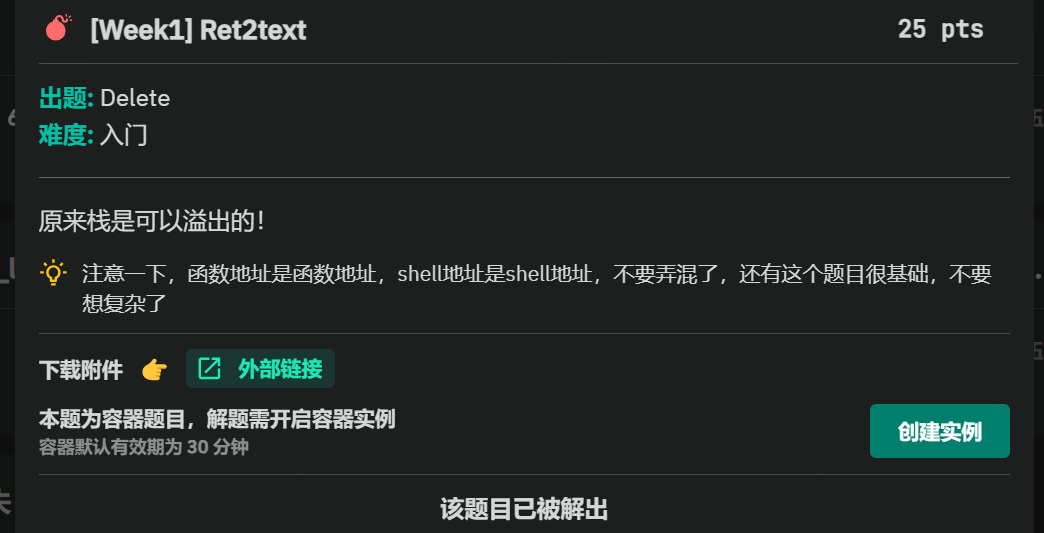 [Week1] Ret2text
25 pts
出题: Delete
难度: 入门
原来栈是可以溢出的！
注意一下，函数地址是函数地址，shell地址是shell地址，不要弄混了，还有这个题目很基础，不要
想复杂了
下载附件
外部链接
本题为容器题目，解题需开启容器实例
容器默认有效期为 30 分钟
创建实例
该题目已被解出